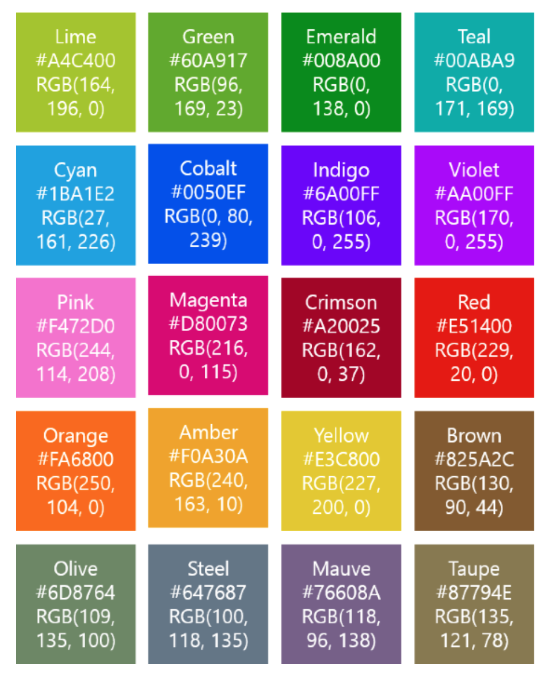 Lime
#A4C400
RGB(164,
196, 0)
Green
#60A917
RGB(96,
169, 23)
Emerald
#008A00
RGB(0,
138, 0)
Teal
#00ABA9
RGB(0,
171, 169)
Cyan
#1BA1E2
RGB(27,
161, 226)
Cobalt
#0050EF
RGB(0, 80,
239)
Indigo
#6A00FF
RGB(106,
0, 255)
Violet
#AA00FF
RGB(170,
0, 255)
Pink
#F472D0
RGB(244,
114, 208)
Magenta
#D80073
RGB(216,
0, 115)
Crimson
#A20025
RGB(162,
0, 37)
Red
#E51400
RGB(229,
20, 0)
Orange
#FA6800
RGB(250,
104, 0)
Amber
#F0A30A
RGB(240,
163, 10)
Yellow
#E3C800
RGB(227,
200, 0)
Brown
#825A2C
RGB(130,
90, 44)
Olive
#6D8764
RGB(109,
135, 100)
Steel
#647687
RGB(100,
118, 135)
Mauve
#76608A
RGB(118,
96, 138)
Taupe
#87794E
RGB(135,
121, 78)